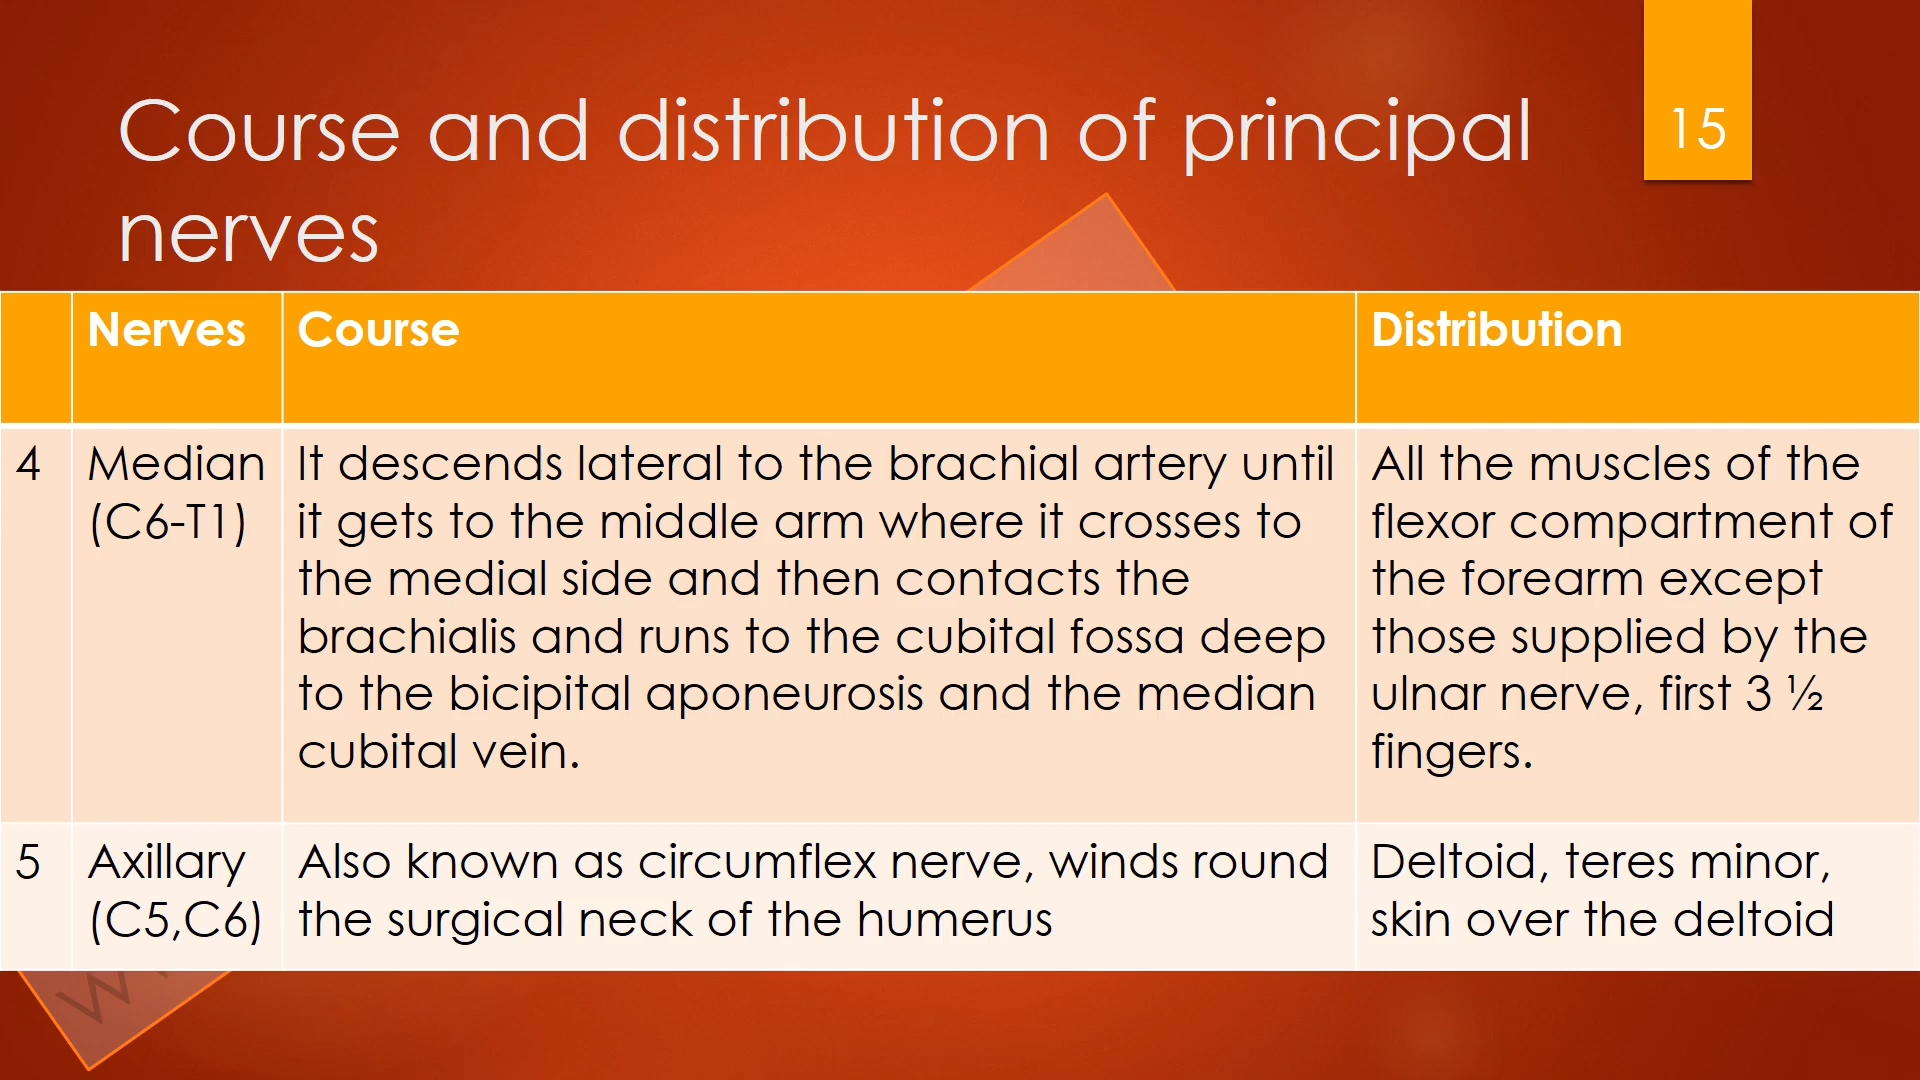 Course and distribution of principal
nerves
15
Nerves
Course
Distribution
4
Median
(C6-T1)
It descends lateral to the brachial artery until
it gets to the middle arm where it crosses to
the medial side and then contacts the
brachialis and runs to the cubital fossa deep
to the bicipital aponeurosis and the median
cubital vein.
All the muscles of the
flexor compartment of
the forearm except
those supplied by the
ulnar nerve, first 3 ½
fingers.
5
Axillary
(C5,C6)
Also known as circumflex nerve, winds round
the surgical neck of the humerus
Deltoid, teres minor,
skin over the deltoid